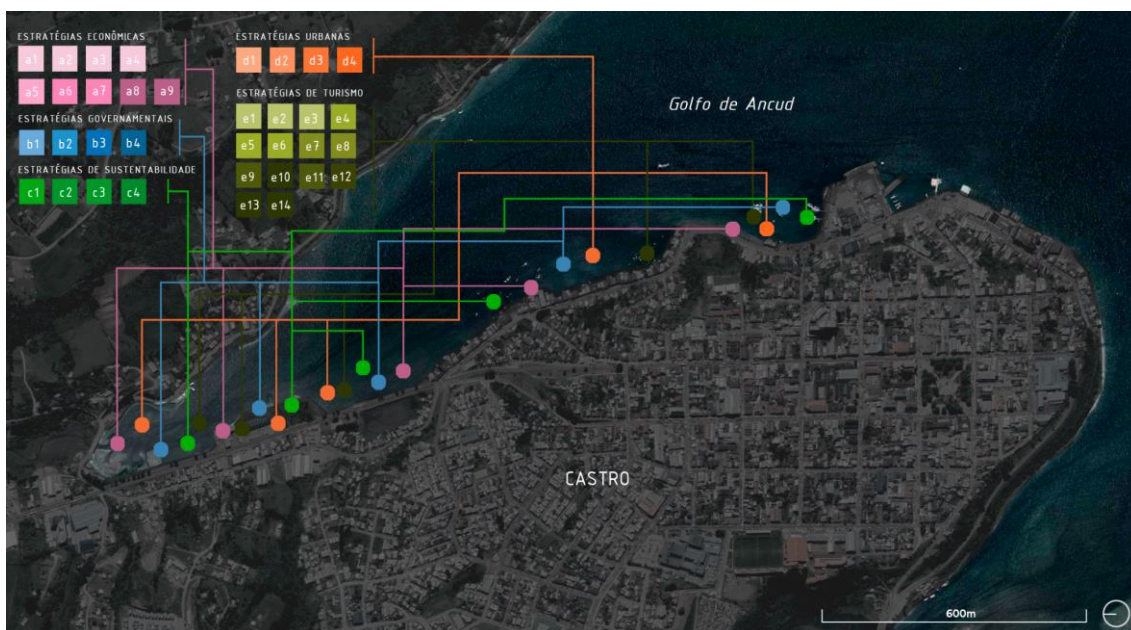 ESTRATÉGIAS ECONÔMICAS
a1 a2 a3 a4
a5 a6 a7 a8 a9
ESTRATÉGIAS GOVERNAMENTAIS
b1 b2 b3 b4
ESTRATÉGIAS DE SUSTENTABILIDADE
c1 c2 c3 c4
ESTRATÉGIAS URBANAS
d1 d2 d3 d4
ESTRATÉGIAS DE TURISMO
e1 e2 e3 e4
e5 e6 e7 e8
e9 e10 e11 e12
e13 e14
Golfo de Ancud
CASTRO
600m